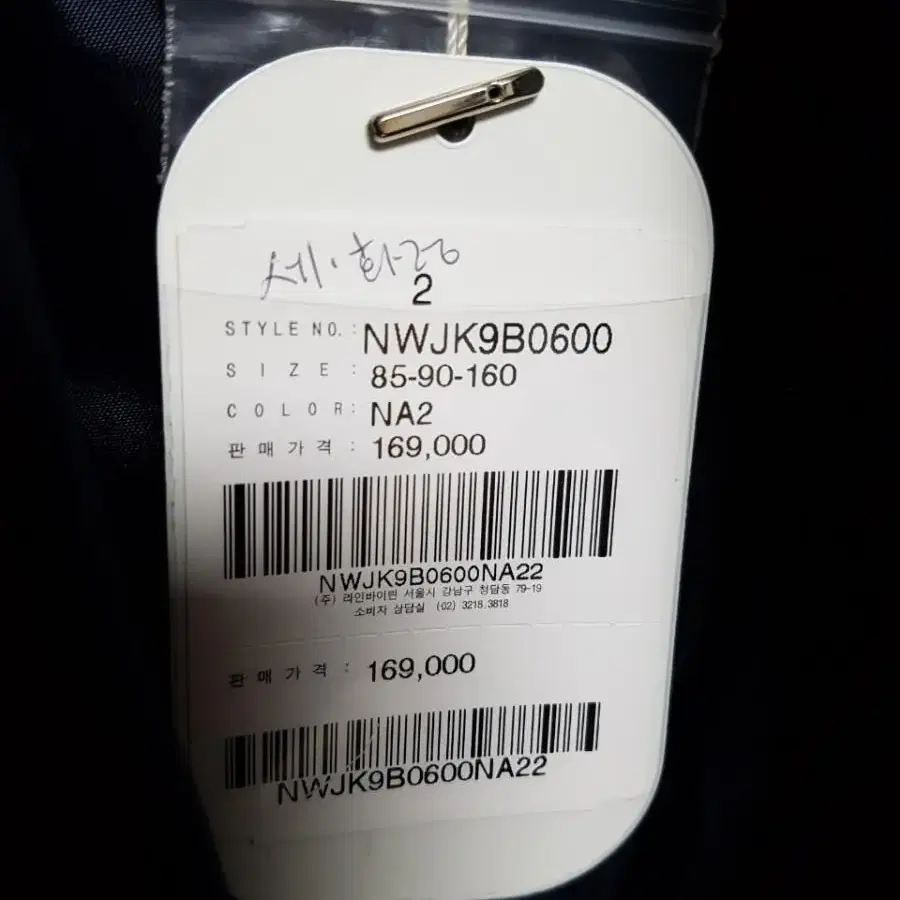 2
STYLE NO. : NWJK9B0600
SIZE : 85-90-160
COLOR: NA2
판매가격 : 169,000
NWJK9B0600NA22
(주) 라인바이린 서울시 강남구 청담동 79-19
소비자 상담실 (02) 3218.3818
판매가격 : 169,000
NWJK9B0600NA22